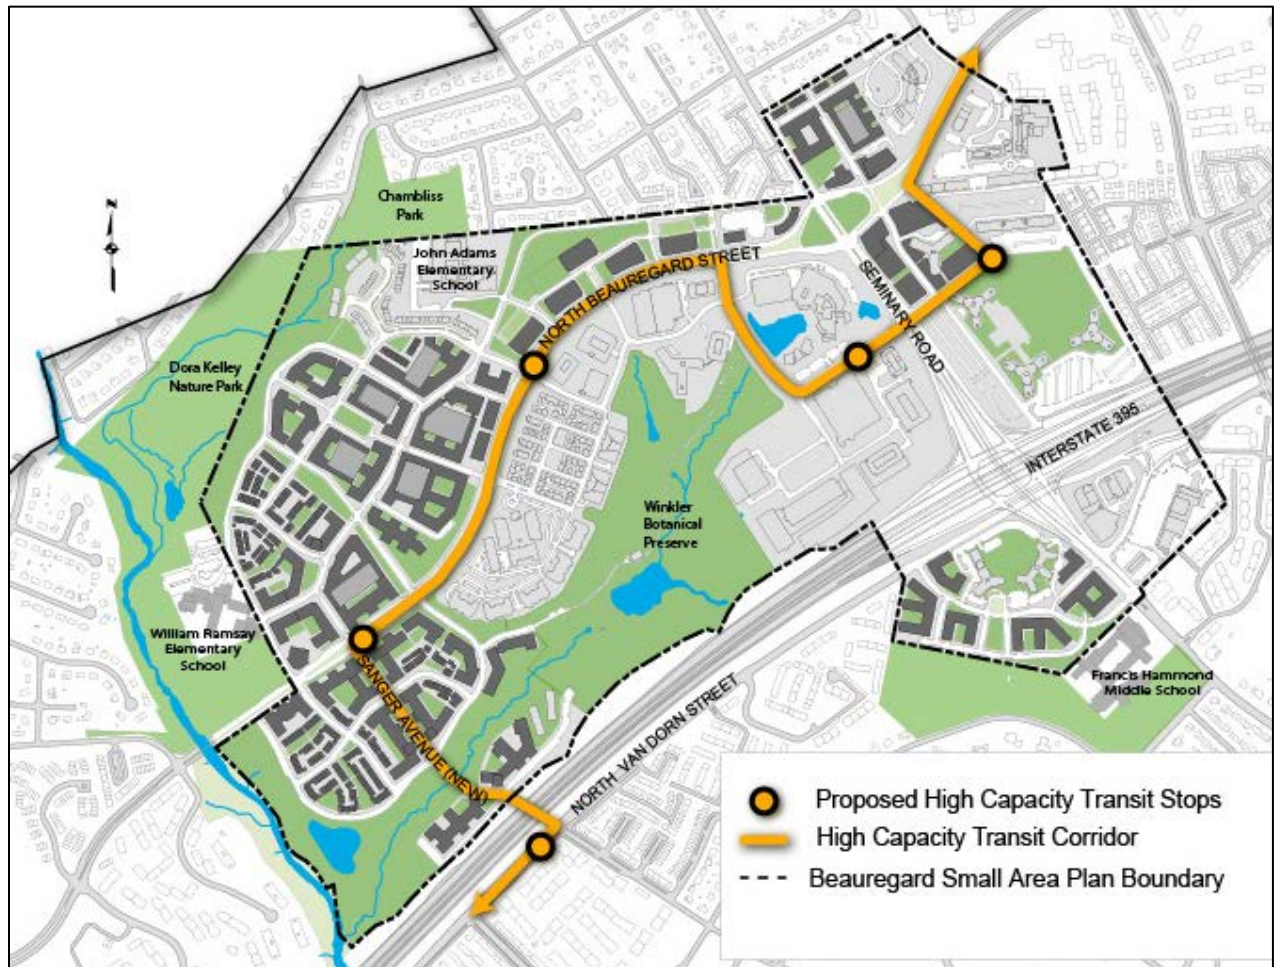 Chambliss
Park
John Adams
Elementary
School
NORTH BEAUREGARD STREET
SEMINARY ROAD
Dora Kelley
Nature Park
INTERSTATE 395
Winkler
Botanical
Preserve
William Ramsay
Elementary
School
SANGER AVENUE (NEW)
Francis Hammond
Middle School
NORTH VAN DORN STREET
Proposed High Capacity Transit Stops
High Capacity Transit Corridor
Beauregard Small Area Plan Boundary